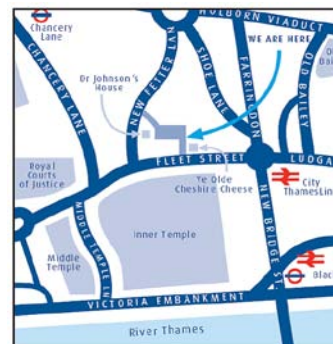 HOLBORN VIADUCT
Chancery
Lane
WE ARE HERE
CHANCERY LANE
NEW FETTER LAN
SHOE LANE
FARRINGDON
OLD BAILEY
Dr Johnson's
House
Royal
Courts
of Justice
FLEET STREET
LUDGA
Ye Olde
Cheshire Cheese
City
ThamesLin
MIDDLE TEMPLE LN
Inner Temple
Middle
Temple
NEW BRIDGE ST.
Black
VICTORIA EMBANKMENT
River Thames